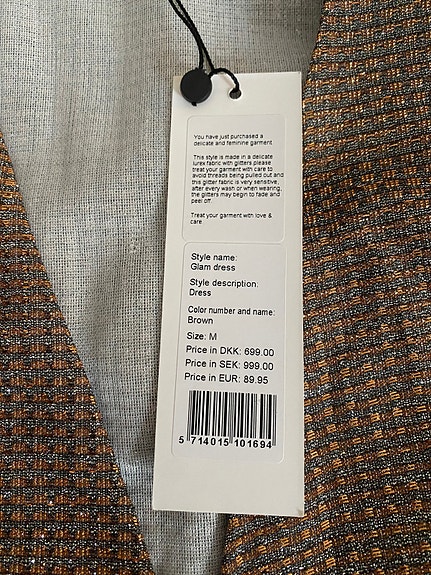 You have just purchased a
delicate and feminine garment
This style is made in a delicate
lurex fabric with glitters please
treat your garment with care to
avoid threads being pulled out and
this glitter fabric is very sensitive,
after every wash or when wearing,
the glitters may begin to fade and
peel off.
Treat your garment with love &
care.
Style name:
Glam dress
Style description:
Dress
Color number and name:
Brown
Size: M
Price in DKK: 699.00
Price in SEK: 999.00
Price in EUR: 89.95
5 714015 101694